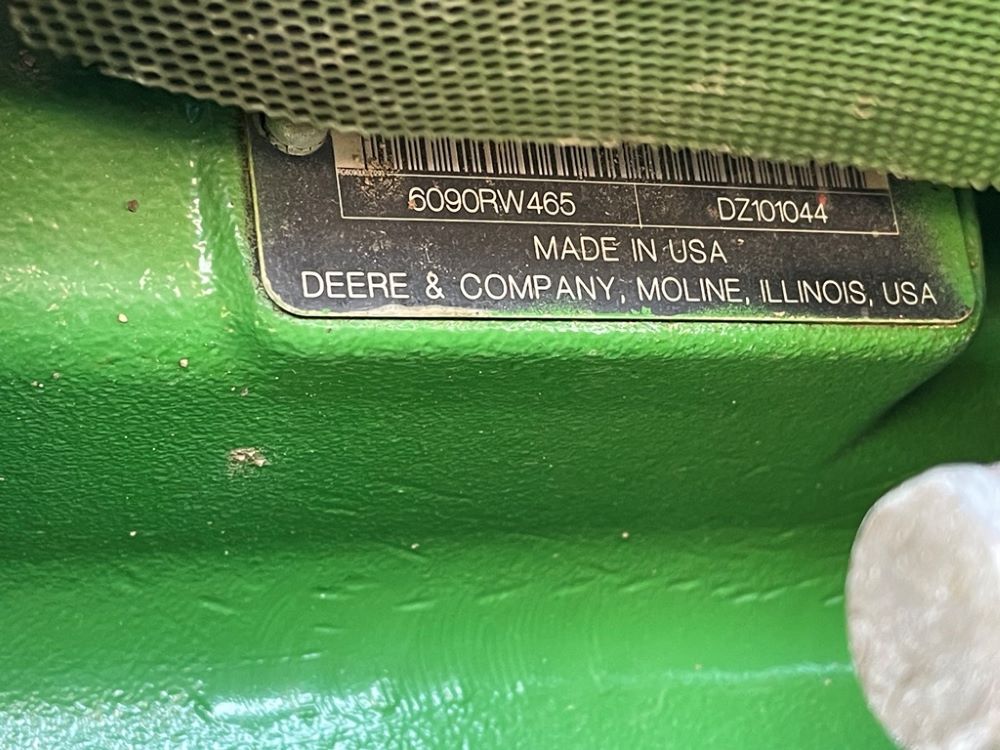 6090RW465 DZ101044
MADE IN USA
DEERE & COMPANY, MOLINE, ILLINOIS, USA